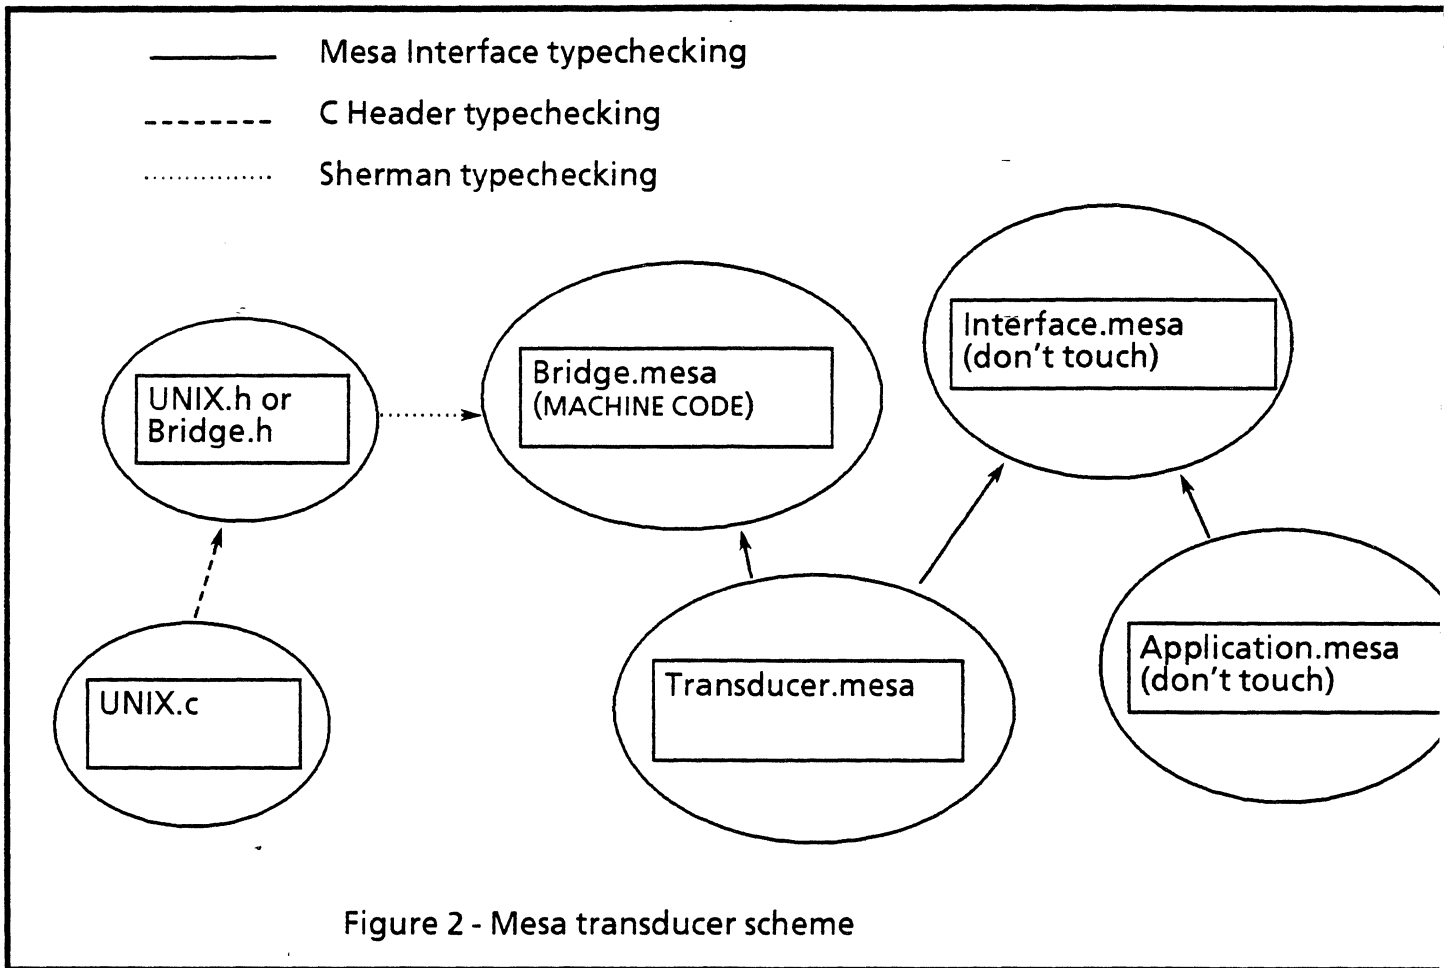 Mesa Interface typechecking
C Header typechecking
Sherman typechecking
Interface.mesa
(don't touch)
Bridge.mesa
(MACHINE CODE)
UNIX.h or
Bridge.h
Application.mesa
(don't touch)
Transducer.mesa
UNIX.c
Figure 2 - Mesa transducer scheme